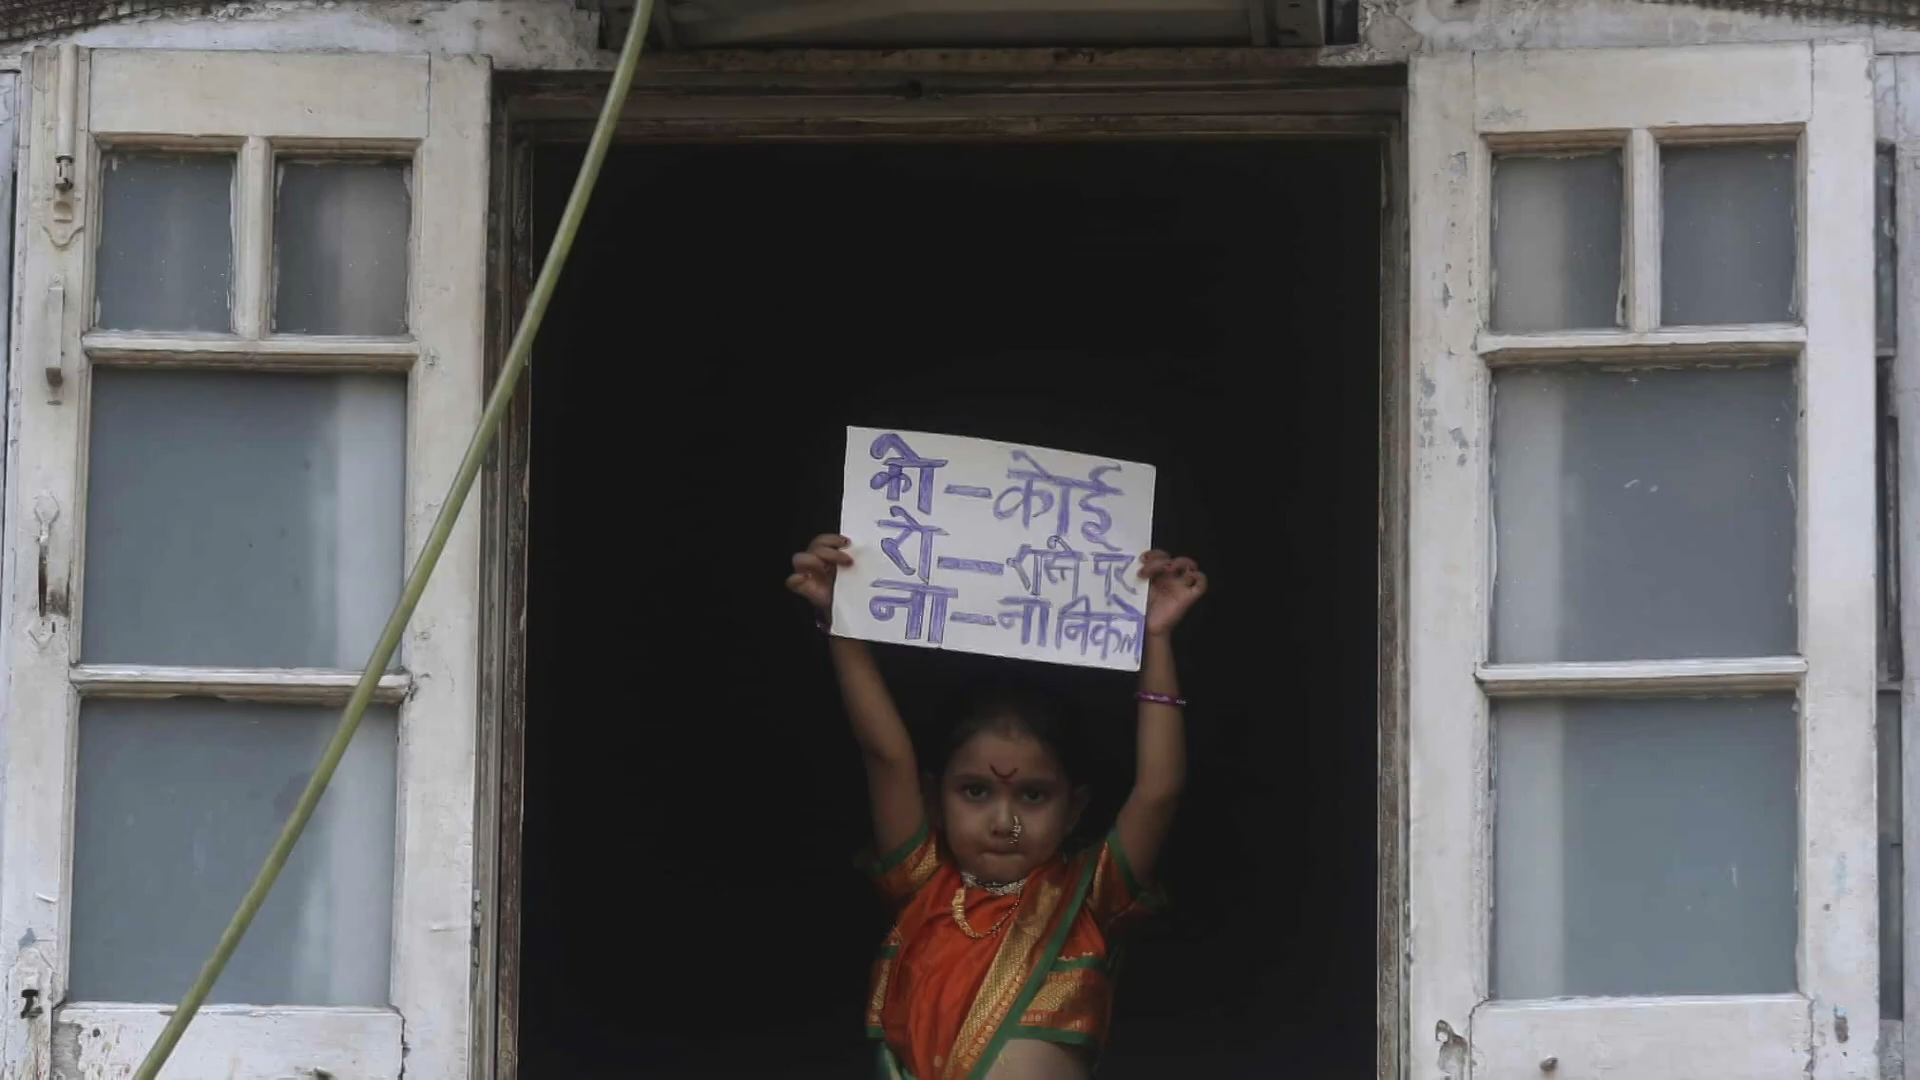 को - कोई
रो - रास्ते पर
ना - ना निकले